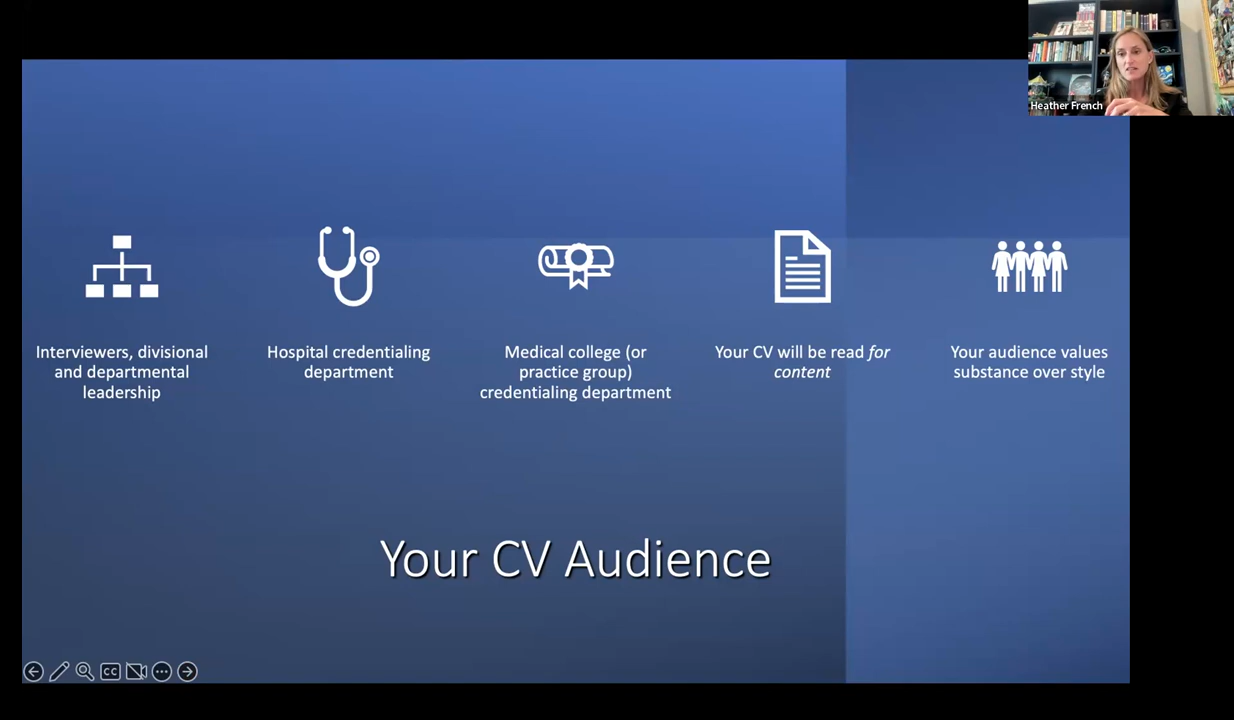 Heather French
Interviewers, divisional
and departmental
leadership
Hospital credentialing
department
Medical college (or
practice group)
credentialing department
Your CV will be read for
content
Your audience values
substance over style
Your CV Audience
CC